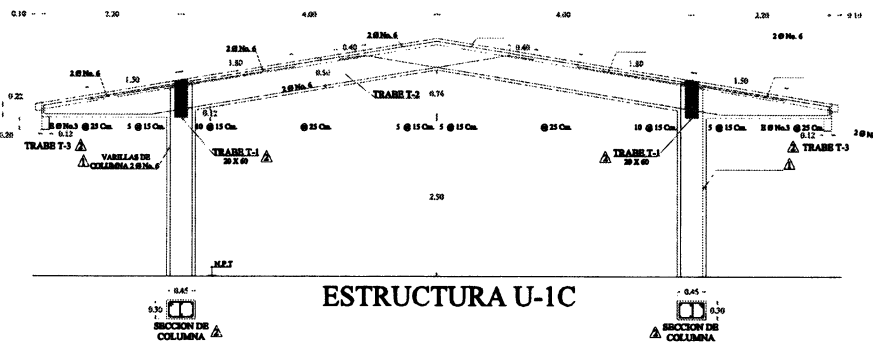 0.10 2.20 4.00 4.00 2.20 0.10
2 Ø No. 6 2 Ø No. 6 2 Ø No. 6
0.40 0.40
1.80 1.80
2 Ø No. 6 0.50
1.50 2 Ø No. 6 1.50
TRABE T-2 0.76
0.22
0.12
0.20 E Ø No.3 @ 25 Cm. 5 @ 15 Cm. 10 @ 15 Cm. @ 25 Cm. 5 @ 15 Cm. 5 @ 15 Cm. @ 25 Cm. 10 @ 15 Cm. 5 @ 15 Cm. E Ø No.3 @ 25 Cm.
0.12 0.12
TRABE T-3 TRABE T-1 TRABE T-1 TRABE T-3
VARILLAS DE 20 X 60 20 X 60
COLUMNA 2 Ø No. 6
2.50
N.P.T
0.45 0.45
ESTRUCTURA U-1C
0.30 0.30
SECCION DE SECCION DE
COLUMNA COLUMNA